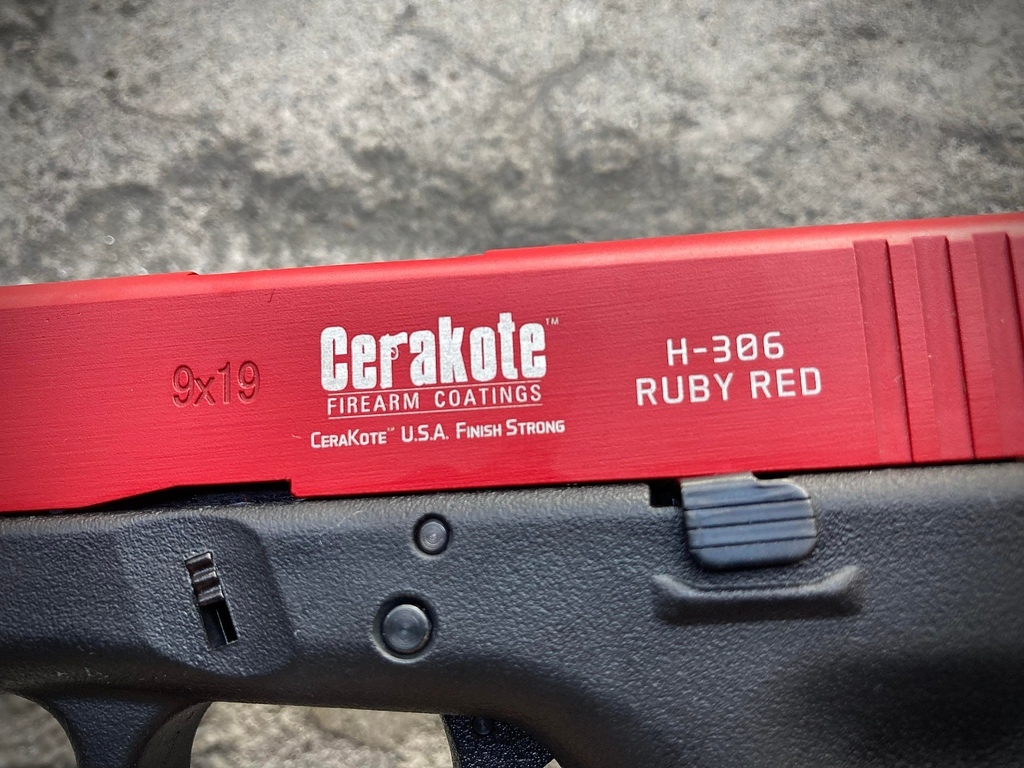 9x19
Cerakote™
FIREARM COATINGS
CERAKOTE™ U.S.A. FINISH STRONG
H-306
RUBY RED